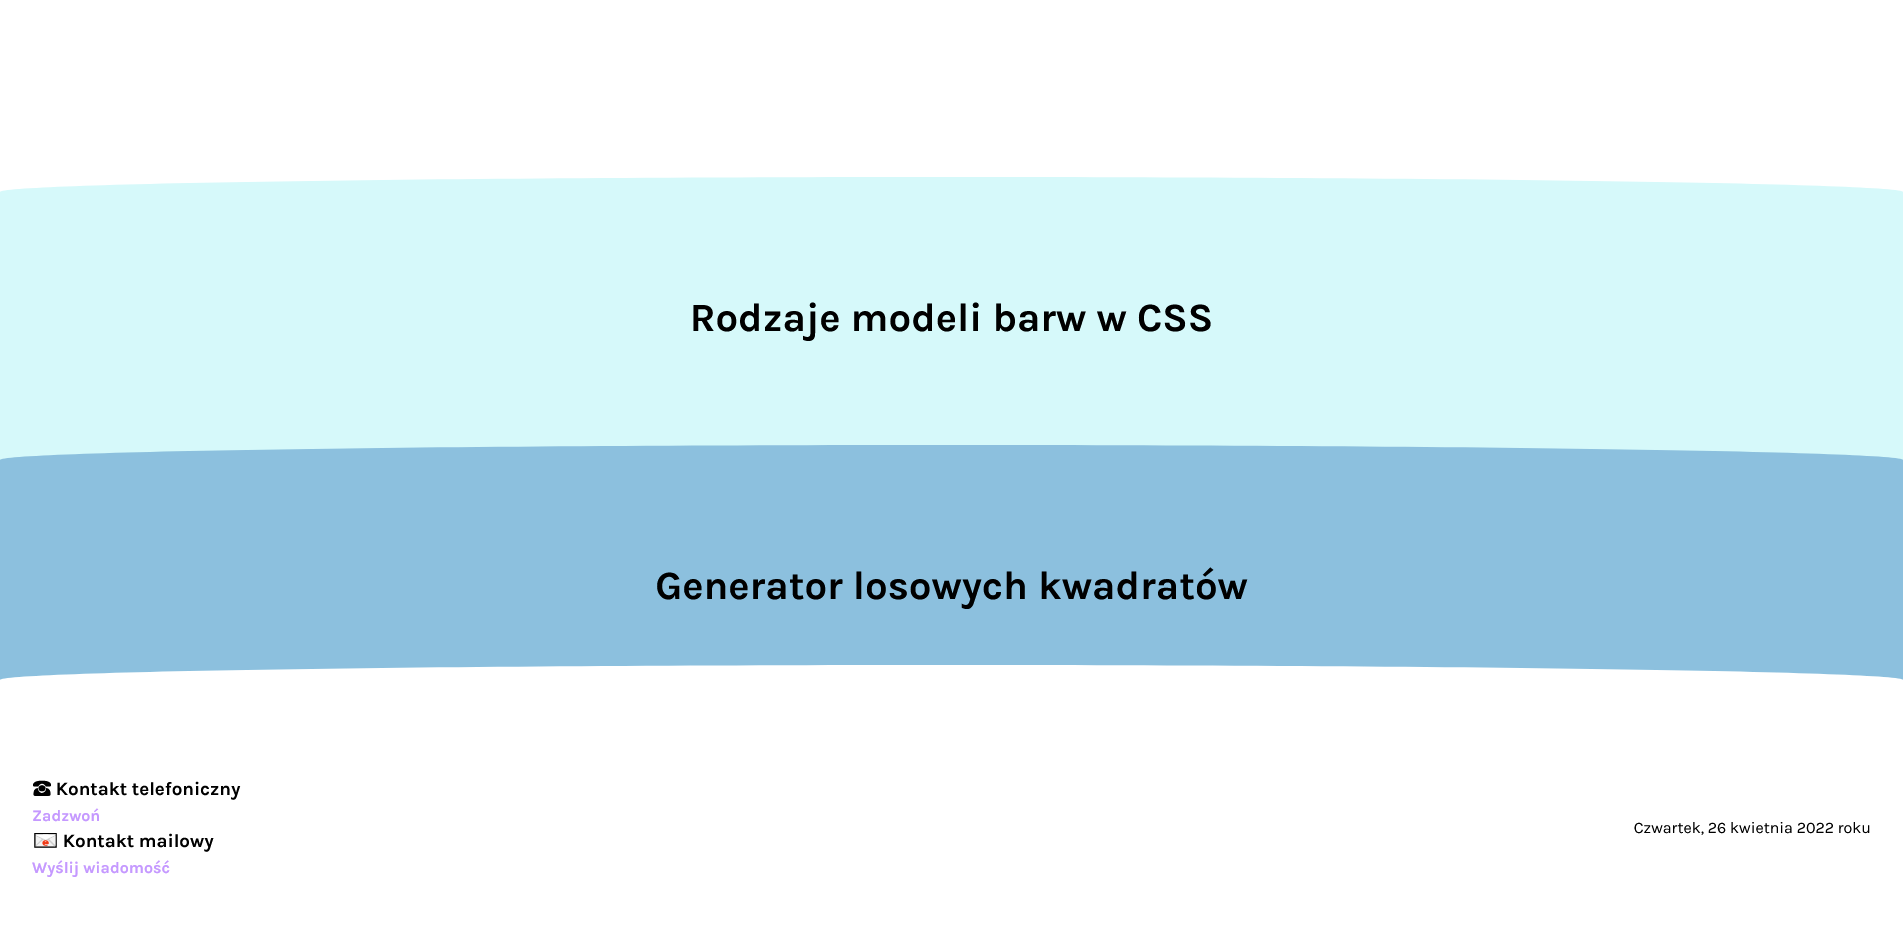 Rodzaje modeli barw w CSS
Generator losowych kwadratów
☎ Kontakt telefoniczny
Zadzwoń
📧 Kontakt mailowy
Wyślij wiadomość
Czwartek, 26 kwietnia 2022 roku